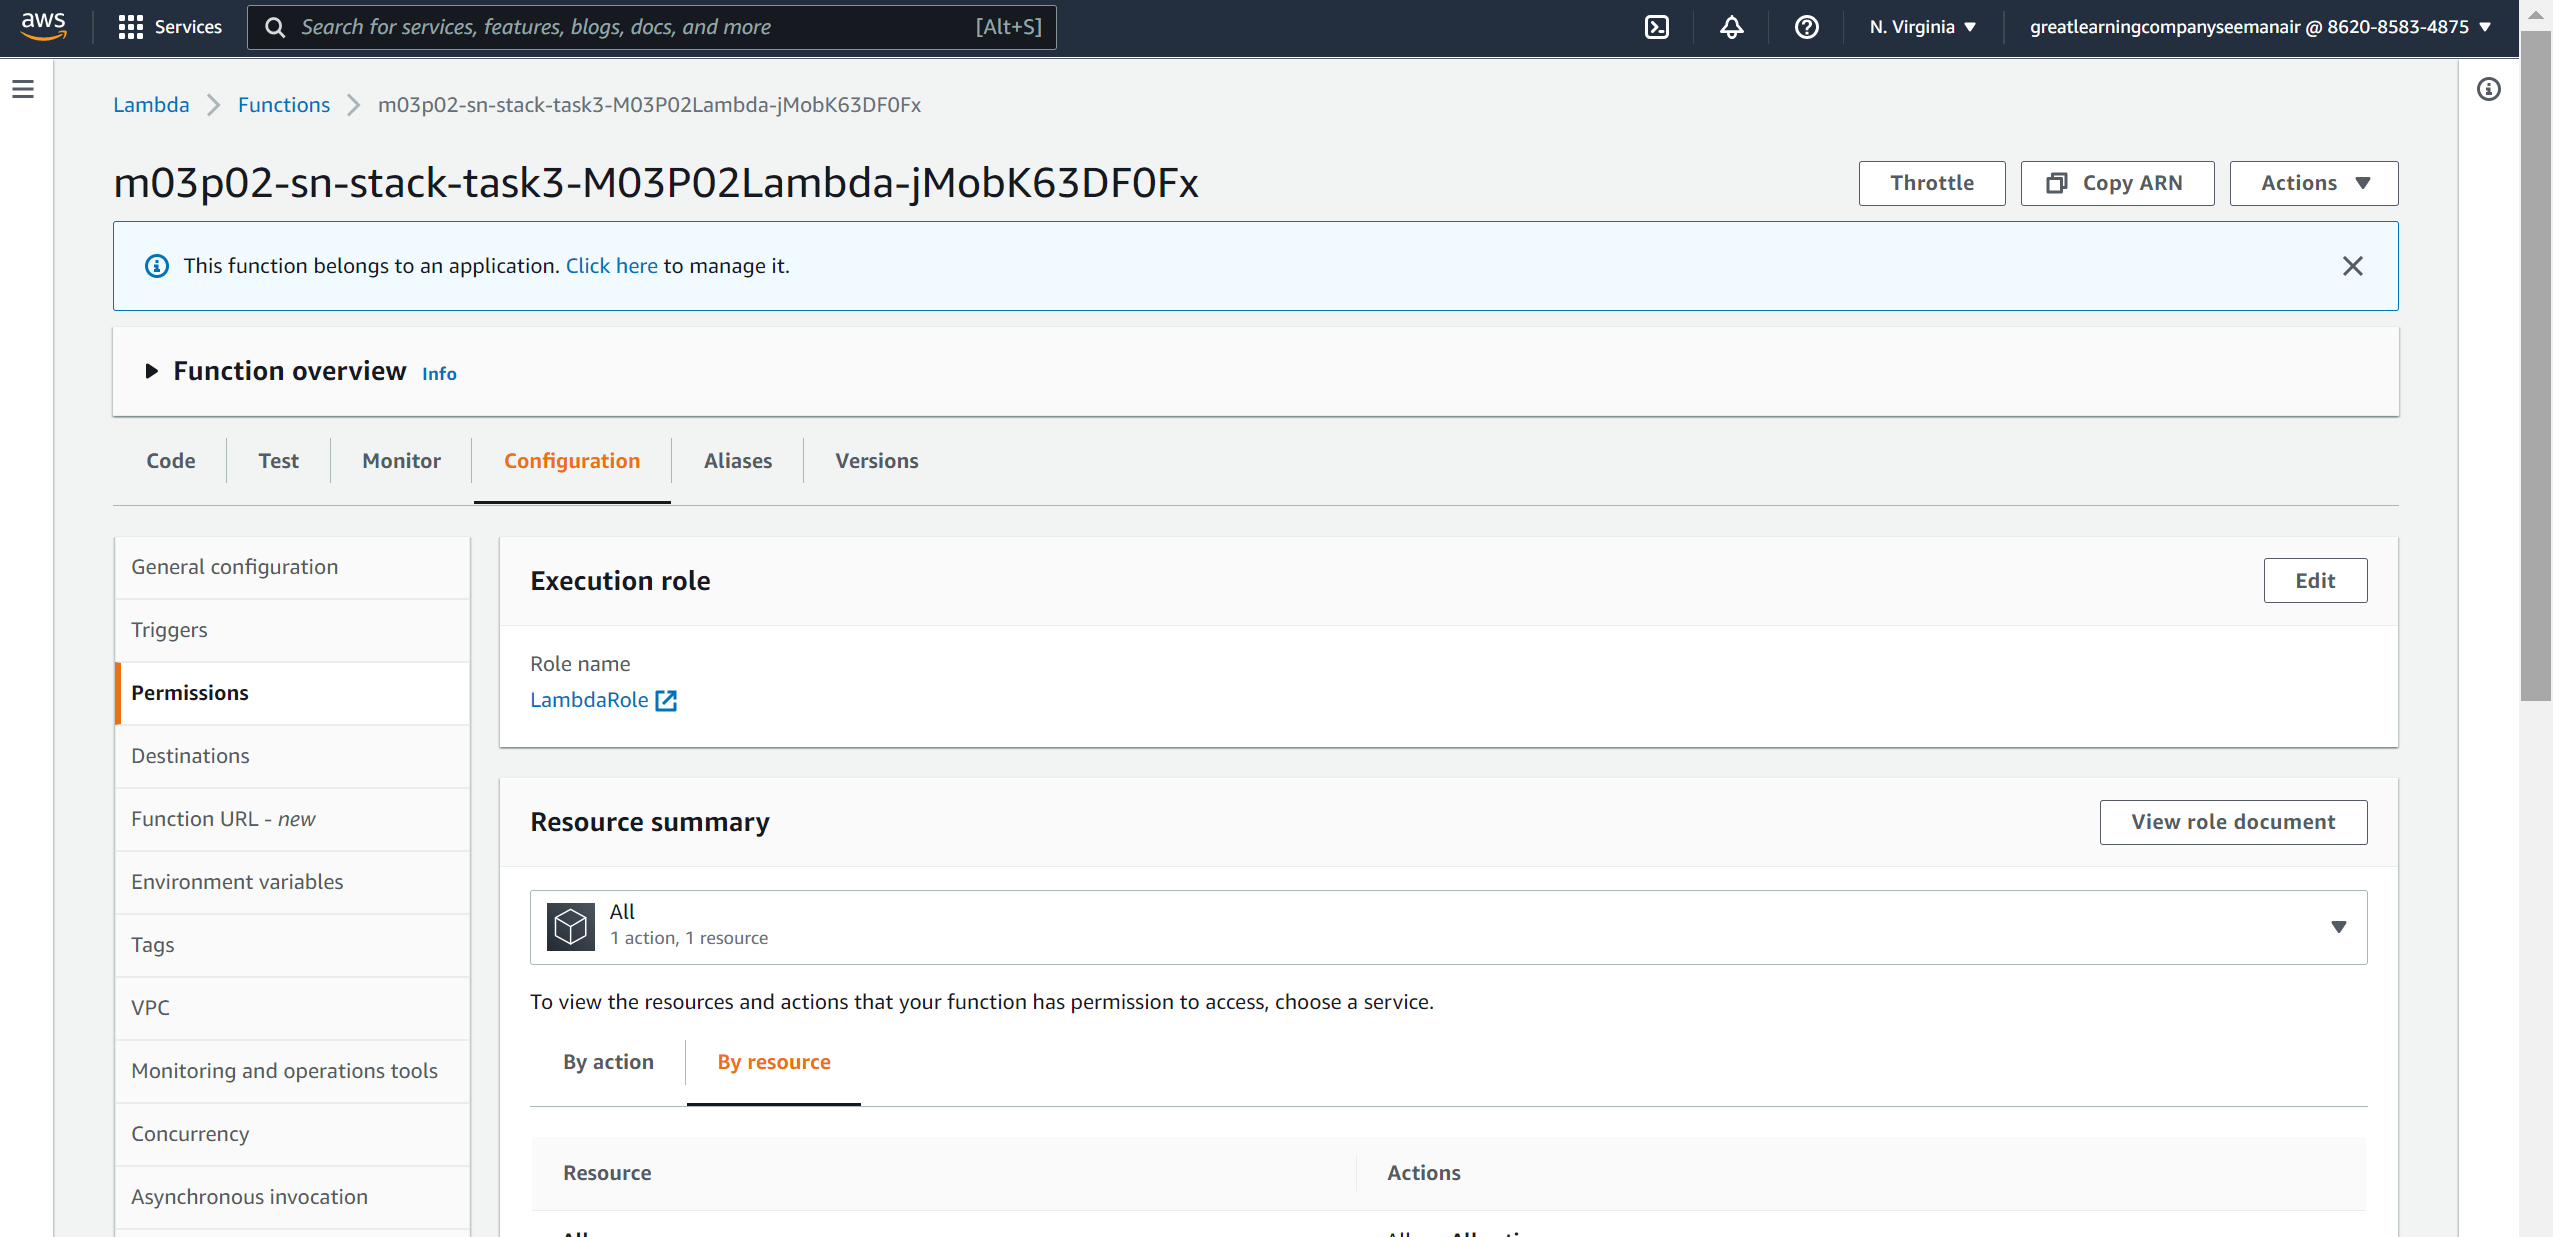 aws
Services
Search for services, features, blogs, docs, and more [Alt+S]
N. Virginia
greatlearningcompanyseemanair @ 8620-8583-4875
Lambda Functions m03p02-sn-stack-task3-M03P02Lambda-jMobK63DF0Fx
m03p02-sn-stack-task3-M03P02Lambda-jMobK63DF0Fx
Throttle
Copy ARN
Actions
This function belongs to an application. Click here to manage it.
Function overview Info
Code
Test
Monitor
Configuration
Aliases
Versions
General configuration
Triggers
Permissions
Destinations
Function URL - new
Environment variables
Tags
VPC
Monitoring and operations tools
Concurrency
Asynchronous invocation
Execution role
Edit
Role name
LambdaRole
Resource summary
View role document
All
1 action, 1 resource
To view the resources and actions that your function has permission to access, choose a service.
By action
By resource
Resource
Actions